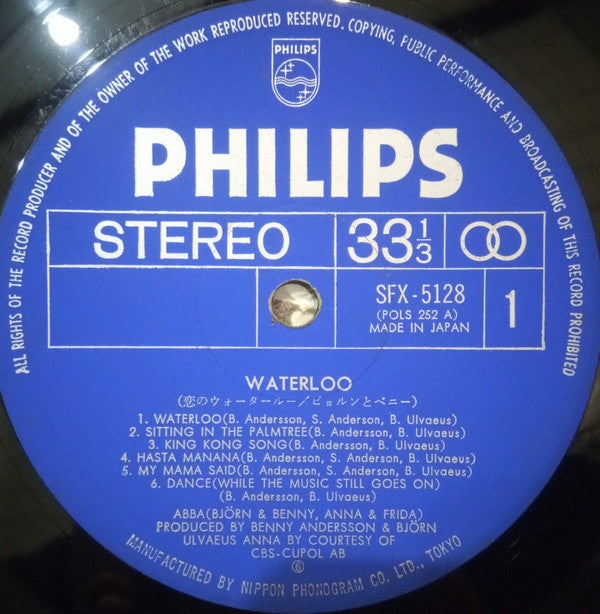 ALL RIGHTS OF THE RECORD PRODUCER AND OF THE OWNER OF THE WORK REPRODUCED RESERVED. COPYING, PUBLIC PERFORMANCE AND BROADCASTING OF THIS RECORD PROHIBITED
PHILIPS
PHILIPS
STEREO 33 1/3
SFX-5128 1
(POLS 252 A)
MADE IN JAPAN
WATERLOO
(恋のウォータールー/ビョルンとベニー)
1. WATERLOO(B. Andersson, S. Anderson, B. Ulvaeus)
2. SITTING IN THE PALMTREE(B. Andersson, B. Ulvaeus)
3. KING KONG SONG(B. Andersson, B. Ulvaeus)
4. HASTA MANANA(B. Andersson, S. Anderson, B. Ulvaeus)
5. MY MAMA SAID(B. Andersson, S. Andersson, B. Ulvaeus)
6. DANCE(WHILE THE MUSIC STILL GOES ON)
(B. Andersson, B. Ulvaeus)
ABBA(BJÖRN & BENNY, ANNA & FRIDA)
PRODUCED BY BENNY ANDERSSON & BJÖRN
ULVAEUS ANNA BY COURTESY OF
CBS-CUPOL AB
MANUFACTURED BY NIPPON PHONOGRAM CO. LTD., TOKYO